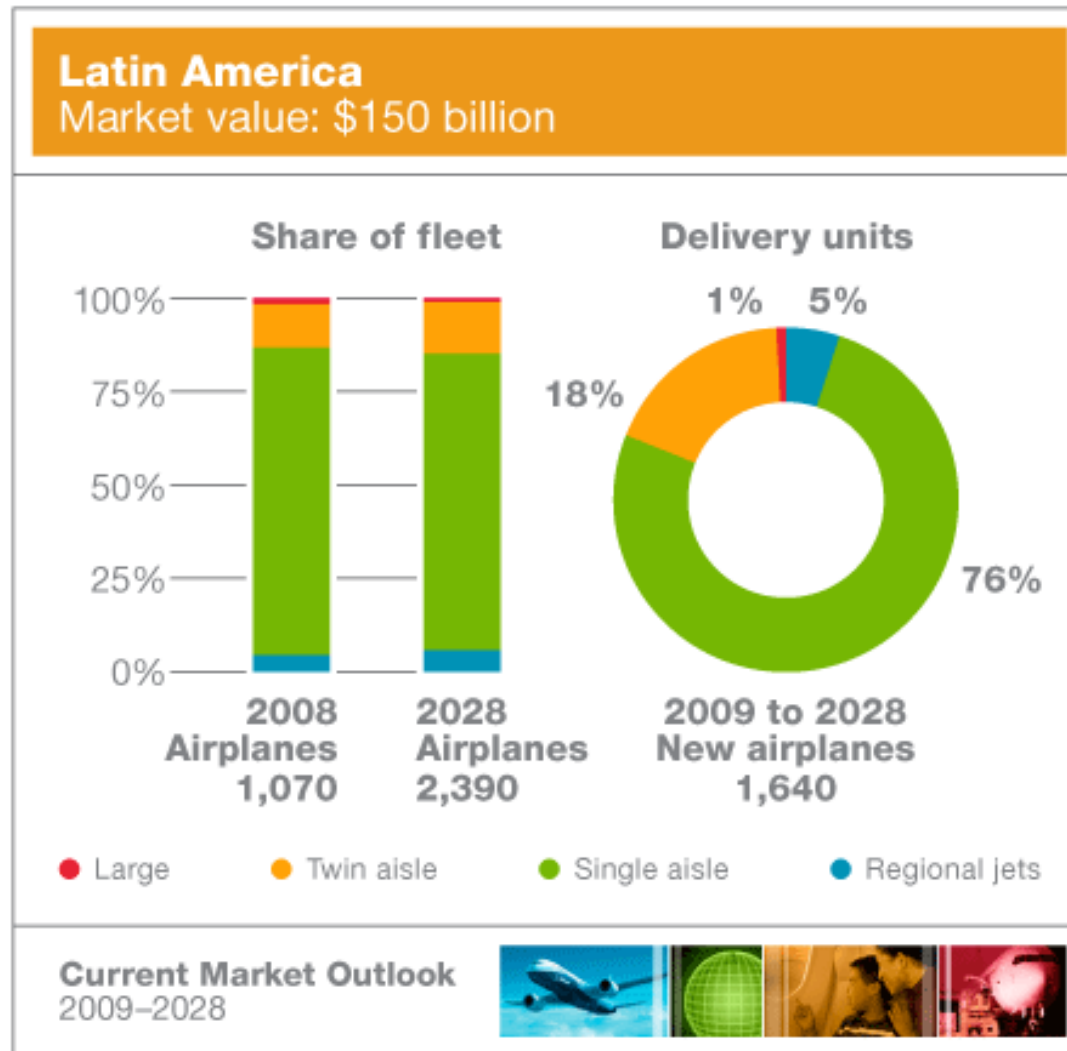 Latin America
Market value: $150 billion
Share of fleet
100%
75%
50%
25%
0%
2008
Airplanes
1,070
2028
Airplanes
2,390
Delivery units
1%
5%
18%
76%
2009 to 2028
New airplanes
1,640
Large
Twin aisle
Single aisle
Regional jets
Current Market Outlook
2009–2028